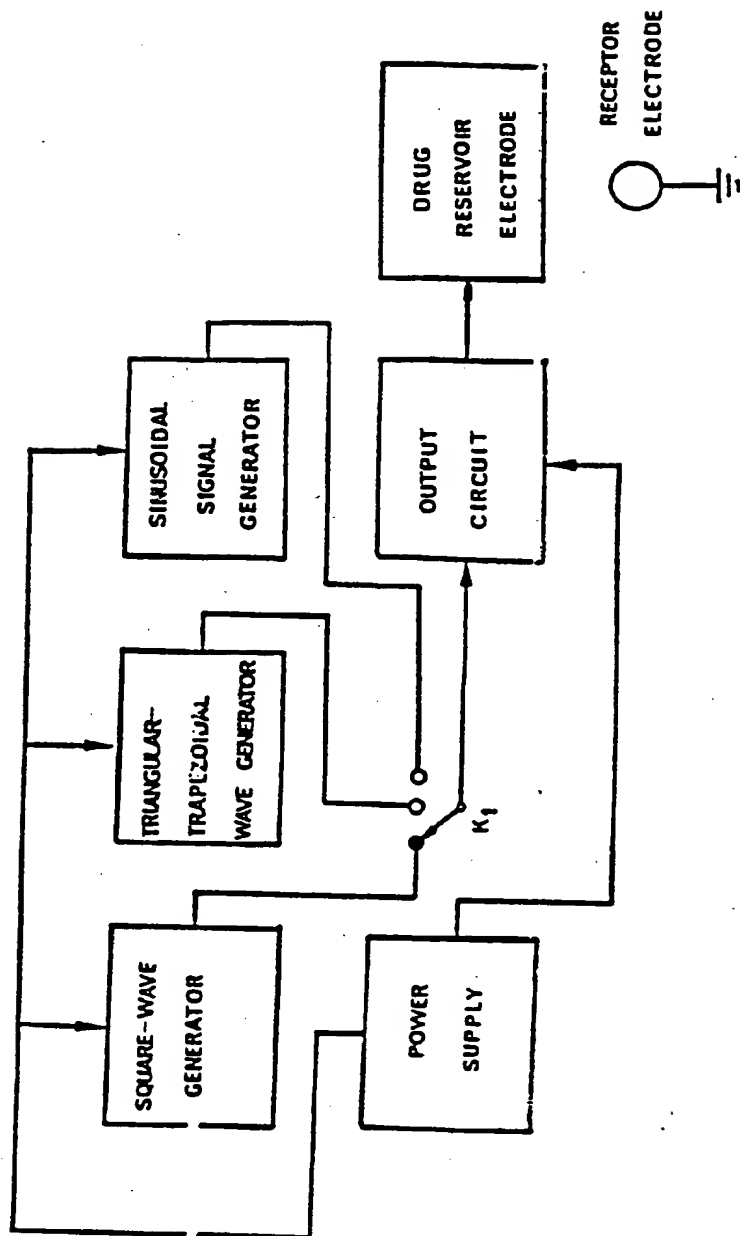 SQUARE-WAVE
GENERATOR
TRIANGULAR-
TRAPEZOIDAL
WAVE GENERATOR
SINUSOIDAL
SIGNAL
GENERATOR
K1
POWER
SUPPLY
OUTPUT
CIRCUIT
DRUG
RESERVOIR
ELECTRODE
RECEPTOR
ELECTRODE